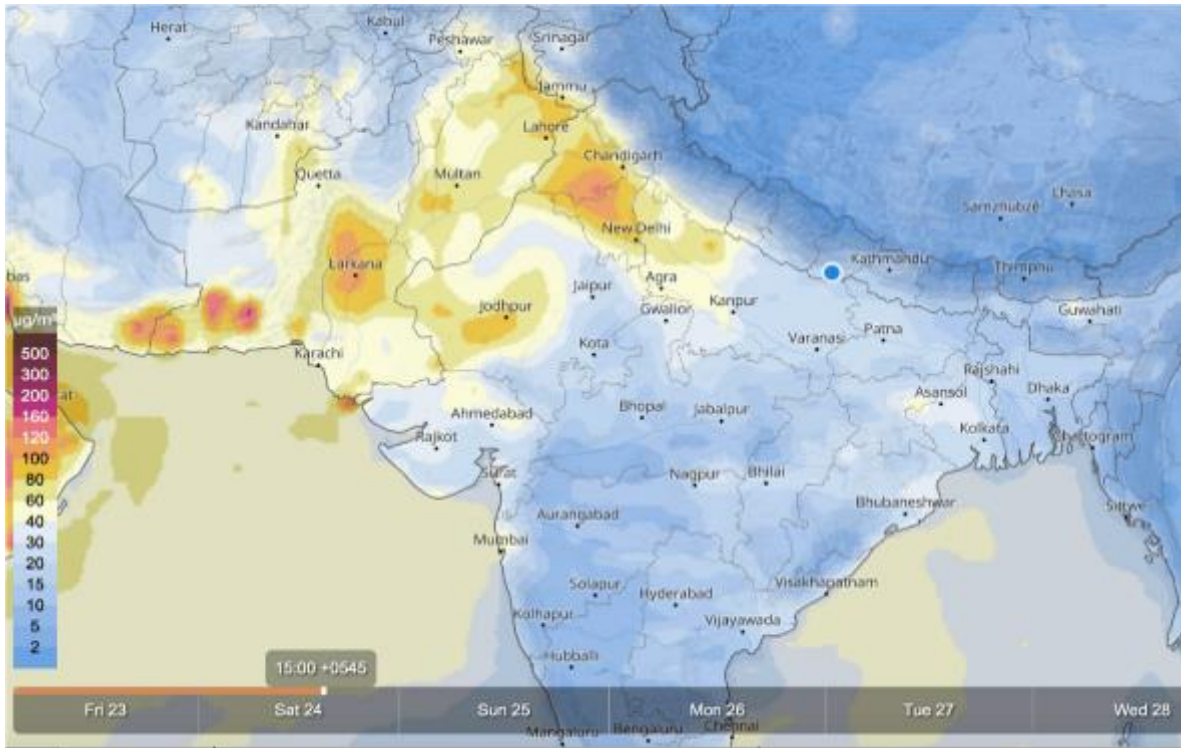 Herat
Kabul
Peshawar
Srinagar
Jammu
Kandahar
Lahore
Chandigarh
Quetta
Multan
Lhasa
Samzhubzê
New Delhi
Larkana
Kathmandu
Thimphu
bas
Jaipur
Agra
Jodhpur
Gwalior
Kanpur
Guwahati
µg/m³
Kota
Varanasi
Patna
500
Karachi
300
Rajshahi
200
at
Asansol
Dhaka
160
Ahmedabad
Bhopal
Jabalpur
120
Rajkot
Kolkata
Chattogram
100
80
Surat
Nagpur
Bhilai
60
Bhubaneshwar
Sittwe
40
Aurangabad
30
Mumbai
20
15
Solapur
Hyderabad
Visakhapatnam
10
Kolhapur
5
Vijayawada
2
Hubballi
15:00 +0545
Fri 23
Sat 24
Sun 25
Mon 26
Tue 27
Wed 28
Mangaluru
Bengaluru
Chennai